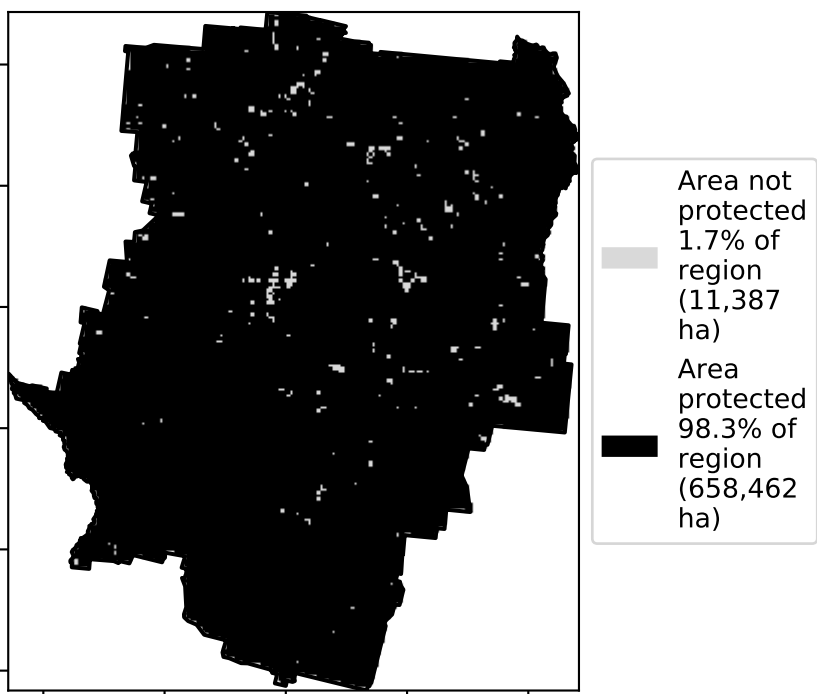 Area not
protected
1.7% of
region
(11,387
ha)
Area
protected
98.3% of
region
(658,462
ha)